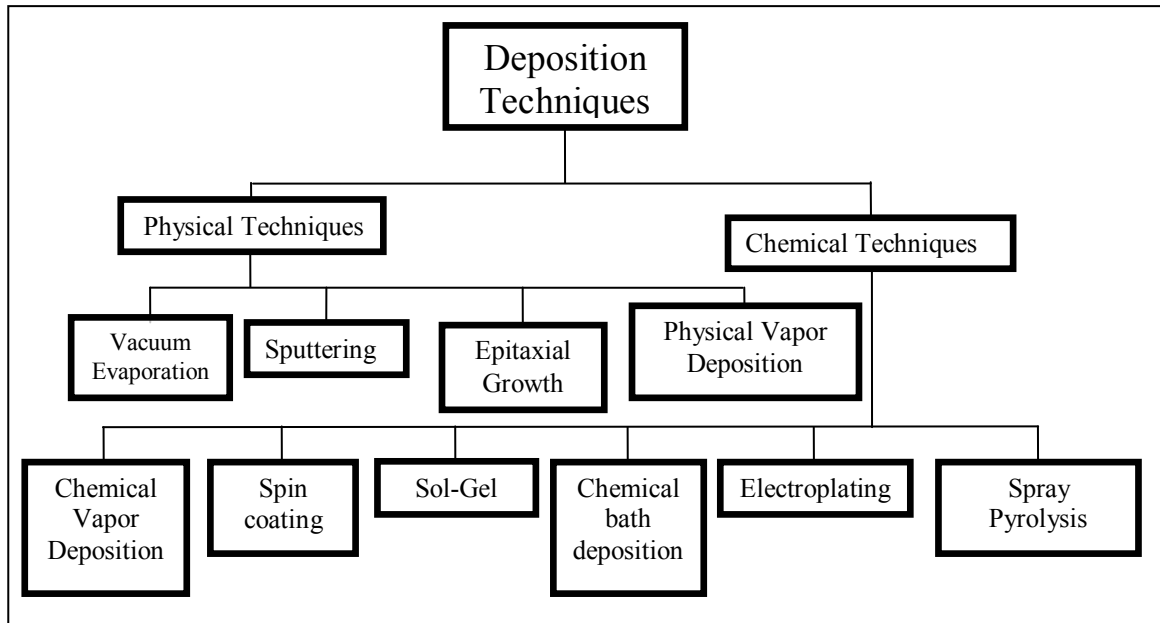 Deposition
Techniques
Physical Techniques
Chemical Techniques
Vacuum
Evaporation
Sputtering
Epitaxial
Growth
Physical Vapor
Deposition
Chemical
Vapor
Deposition
Spin
coating
Sol-Gel
Chemical
bath
deposition
Electroplating
Spray
Pyrolysis